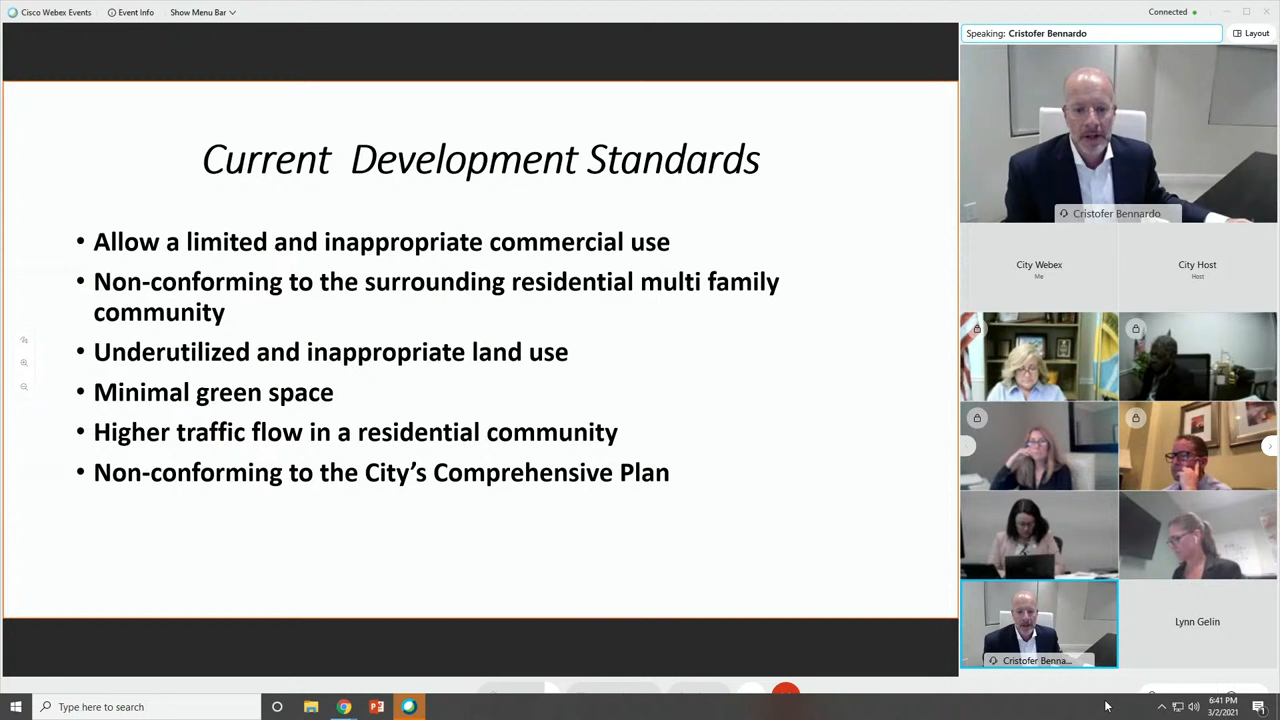 Cisco Webex Events
Event Info
Show Menu Bar
Connected
Speaking: Cristofer Bennardo
Layout
Current Development Standards
• Allow a limited and inappropriate commercial use
• Non-conforming to the surrounding residential multi family
community
• Underutilized and inappropriate land use
• Minimal green space
• Higher traffic flow in a residential community
• Non-conforming to the City's Comprehensive Plan
Cristofer Bennardo
City Webex
Me
City Host
Host
Cristofer Benna...
Lynn Gelin
Type here to search
6:41 PM
3/2/2021